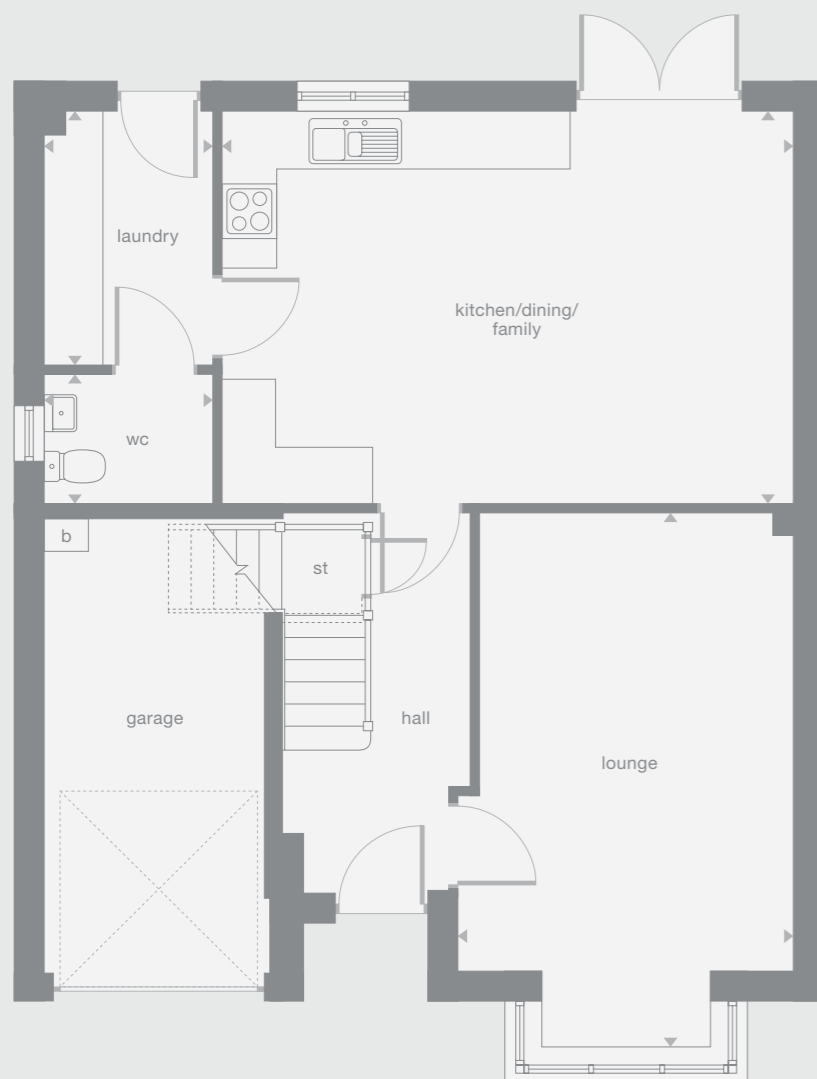 laundry
kitchen/dining/
family
wc
b
st
garage
hall
lounge